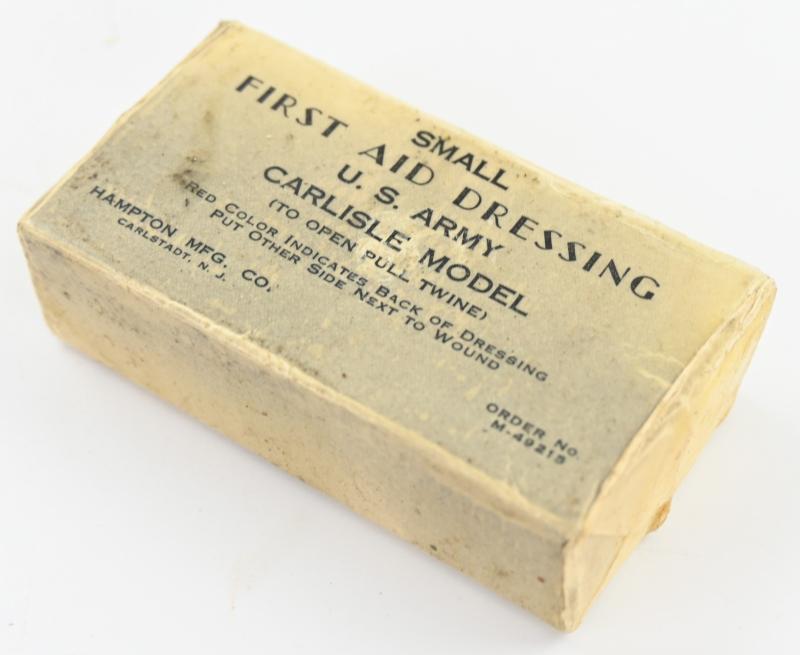 SMALL
FIRST AID DRESSING
U. S. ARMY
CARLISLE MODEL
(TO OPEN PULL TWINE)
RED COLOR INDICATES BACK OF DRESSING
PUT OTHER SIDE NEXT TO WOUND
HAMPTON MFG. CO.
CARLSTADT, N. J.
ORDER NO.
M-49215